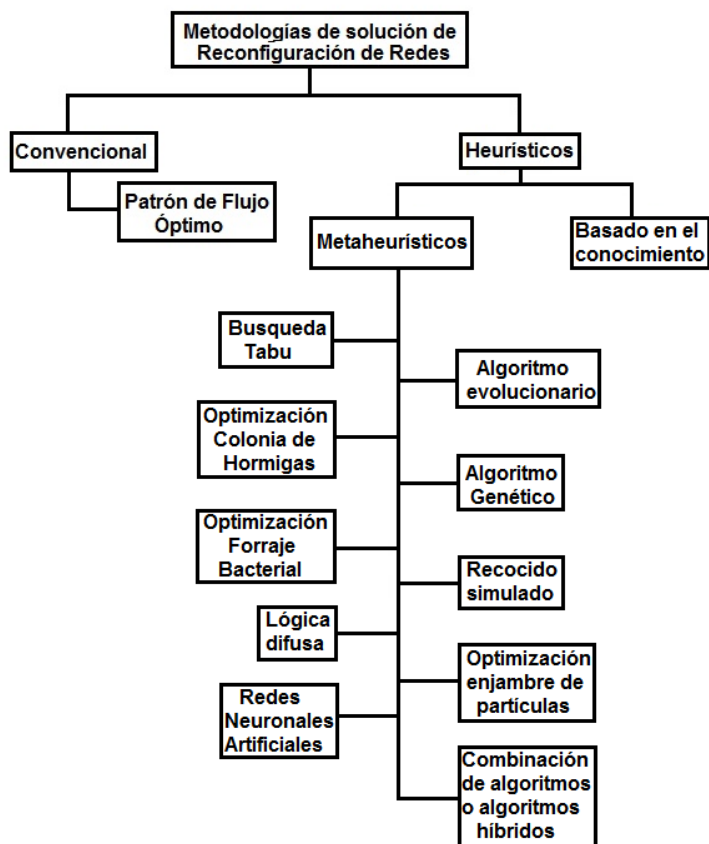 Metodologías de solución de
Reconfiguración de Redes
Convencional
Heurísticos
Patrón de Flujo
Óptimo
Metaheurísticos
Basado en el
conocimiento
Busqueda
Tabu
Algoritmo
evolucionario
Optimización
Colonia de
Hormigas
Algoritmo
Genético
Optimización
Forraje
Bacterial
Recocido
simulado
Lógica
difusa
Optimización
enjambre de
partículas
Redes
Neuronales
Artificiales
Combinación
de algoritmos
o algoritmos
híbridos